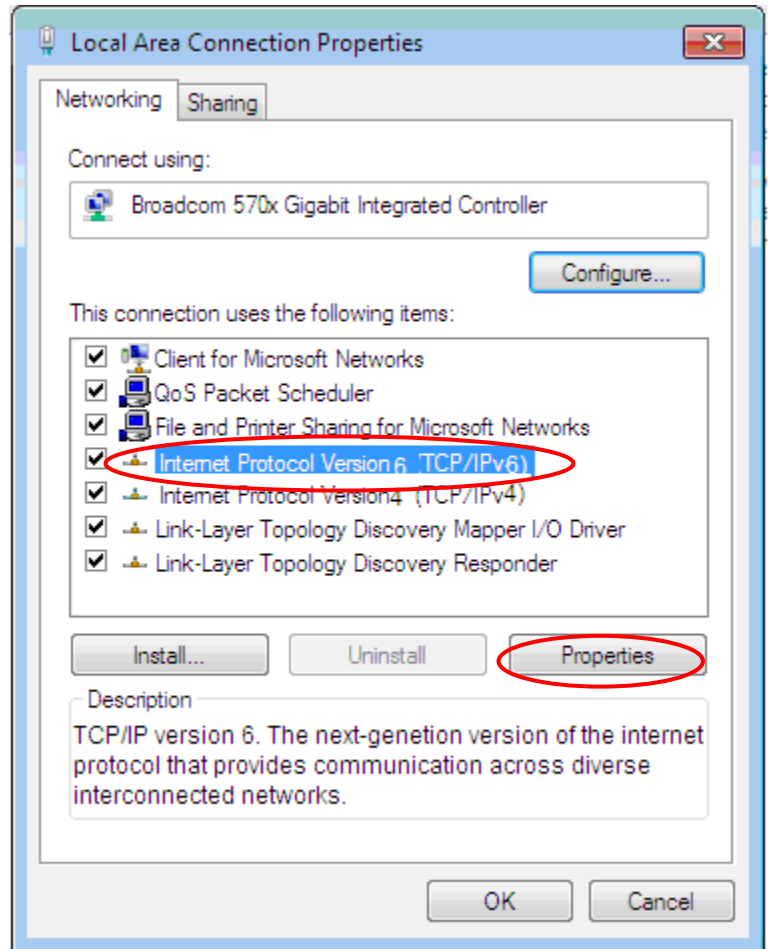 Local Area Connection Properties
Networking Sharing
Connect using:
Broadcom 570x Gigabit Integrated Controller
Configure...
This connection uses the following items:
Client for Microsoft Networks
QoS Packet Scheduler
File and Printer Sharing for Microsoft Networks
Internet Protocol Version 6 (TCP/IPv6)
Internet Protocol Version4 (TCP/IPv4)
Link-Layer Topology Discovery Mapper I/O Driver
Link-Layer Topology Discovery Responder
Install... Uninstall Properties
Description
TCP/IP version 6. The next-genetion version of the internet
protocol that provides communication across diverse
interconnected networks.
OK Cancel